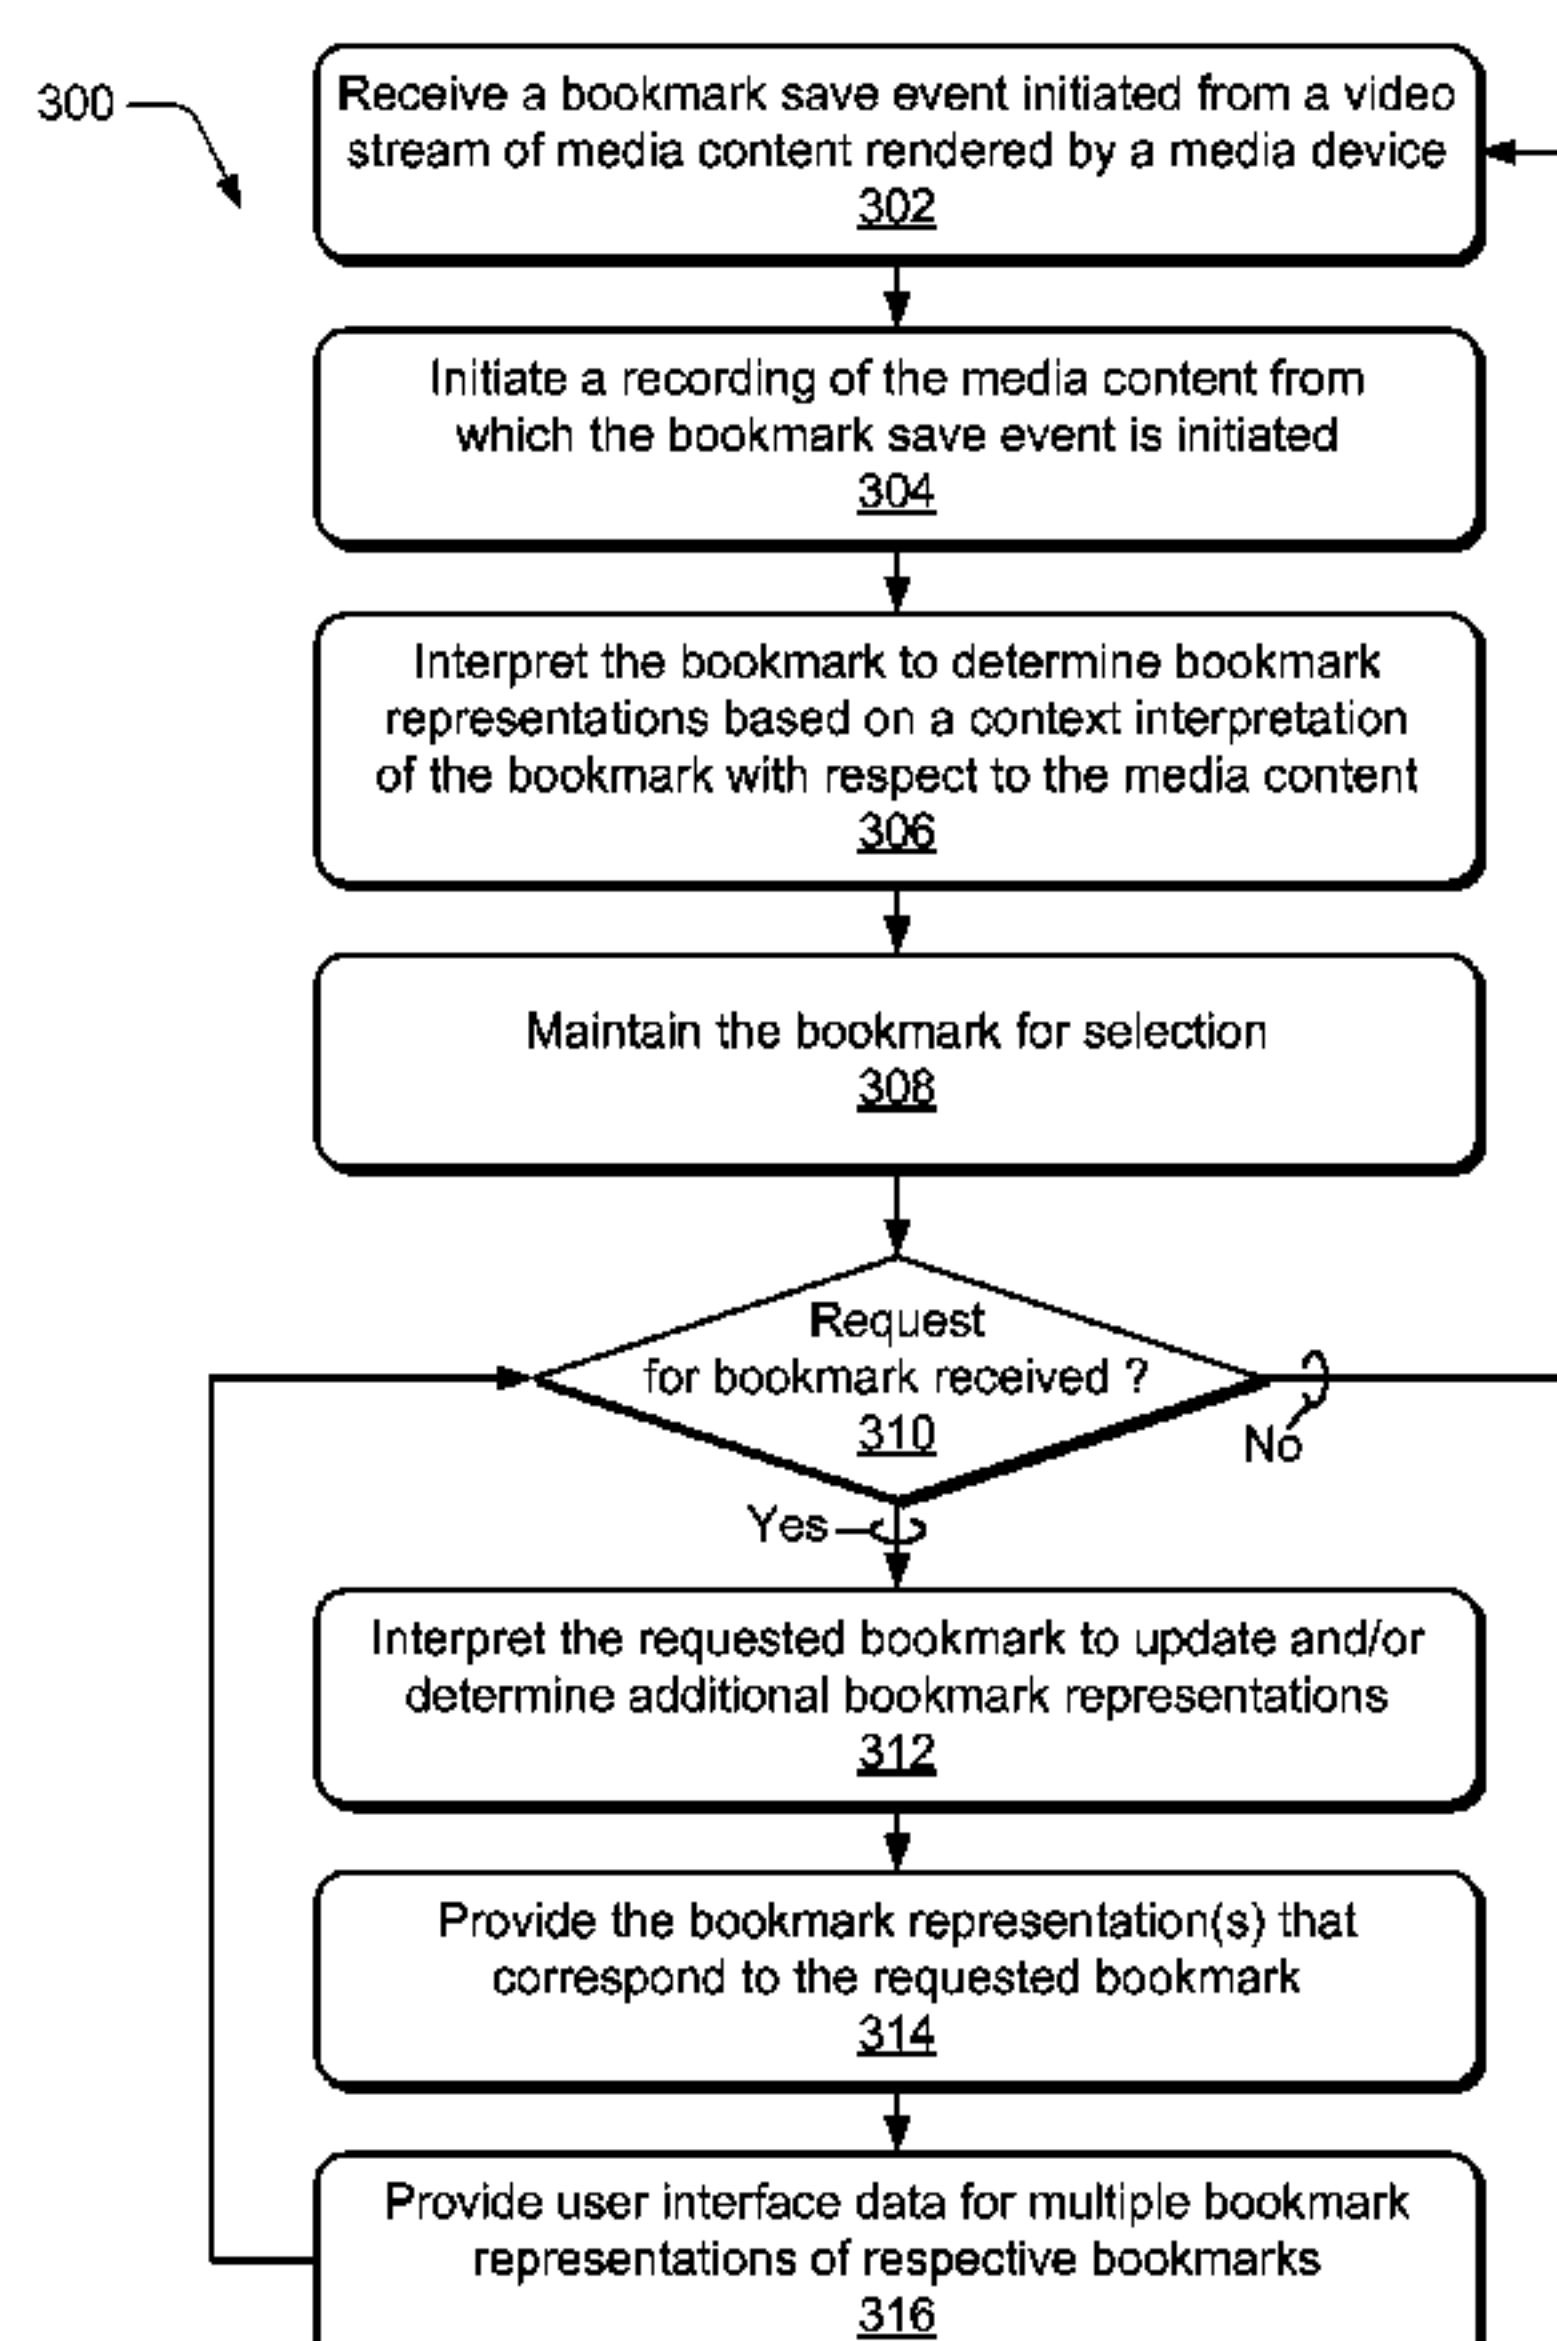 300
Receive a bookmark save event initiated from a video
stream of media content rendered by a media device
302
Initiate a recording of the media content from
which the bookmark save event is initiated
304
Interpret the bookmark to determine bookmark
representations based on a context interpretation
of the bookmark with respect to the media content
306
Maintain the bookmark for selection
308
Request
for bookmark received ?
310
No
Yes
Interpret the requested bookmark to update and/or
determine additional bookmark representations
312
Provide the bookmark representation(s) that
correspond to the requested bookmark
314
Provide user interface data for multiple bookmark
representations of respective bookmarks
316